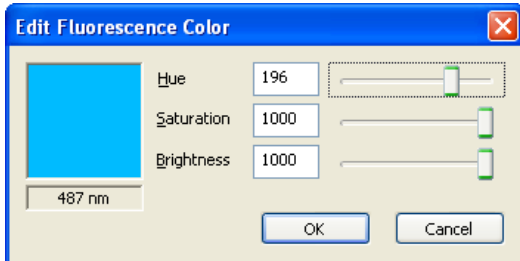 Edit Fluorescence Color
Hue 196
Saturation 1000
Brightness 1000
487 nm
OK Cancel